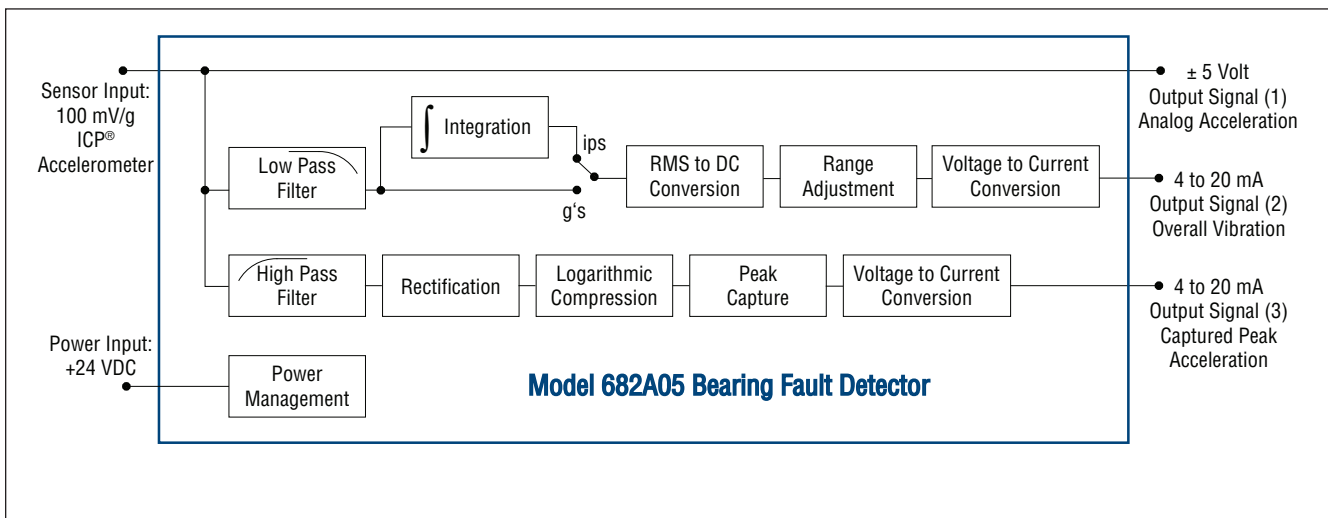 Sensor Input:
100 mV/g
ICP®
Accelerometer
± 5 Volt
Output Signal (1)
Analog Acceleration
∫ Integration
ips
g‘s
Low Pass
Filter
RMS to DC
Conversion
Range
Adjustment
Voltage to Current
Conversion
4 to 20 mA
Output Signal (2)
Overall Vibration
High Pass
Filter
Rectification
Logarithmic
Compression
Peak
Capture
Voltage to Current
Conversion
4 to 20 mA
Output Signal (3)
Captured Peak
Acceleration
Power Input:
+24 VDC
Power
Management
Model 682A05 Bearing Fault Detector